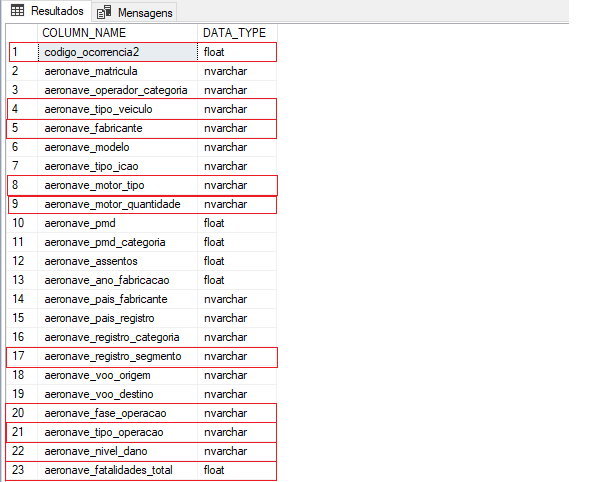 Resultados Mensagens
COLUMN_NAME DATA_TYPE
1 codigo_ocorrencia2 float
2 aeronave_matricula nvarchar
3 aeronave_operador_categoria nvarchar
4 aeronave_tipo_veiculo nvarchar
5 aeronave_fabricante nvarchar
6 aeronave_modelo nvarchar
7 aeronave_tipo_icao nvarchar
8 aeronave_motor_tipo nvarchar
9 aeronave_motor_quantidade nvarchar
10 aeronave_pmd float
11 aeronave_pmd_categoria float
12 aeronave_assentos float
13 aeronave_ano_fabricacao float
14 aeronave_pais_fabricante nvarchar
15 aeronave_pais_registro nvarchar
16 aeronave_registro_categoria nvarchar
17 aeronave_registro_segmento nvarchar
18 aeronave_voo_origem nvarchar
19 aeronave_voo_destino nvarchar
20 aeronave_fase_operacao nvarchar
21 aeronave_tipo_operacao nvarchar
22 aeronave_nivel_dano nvarchar
23 aeronave_fatalidades_total float